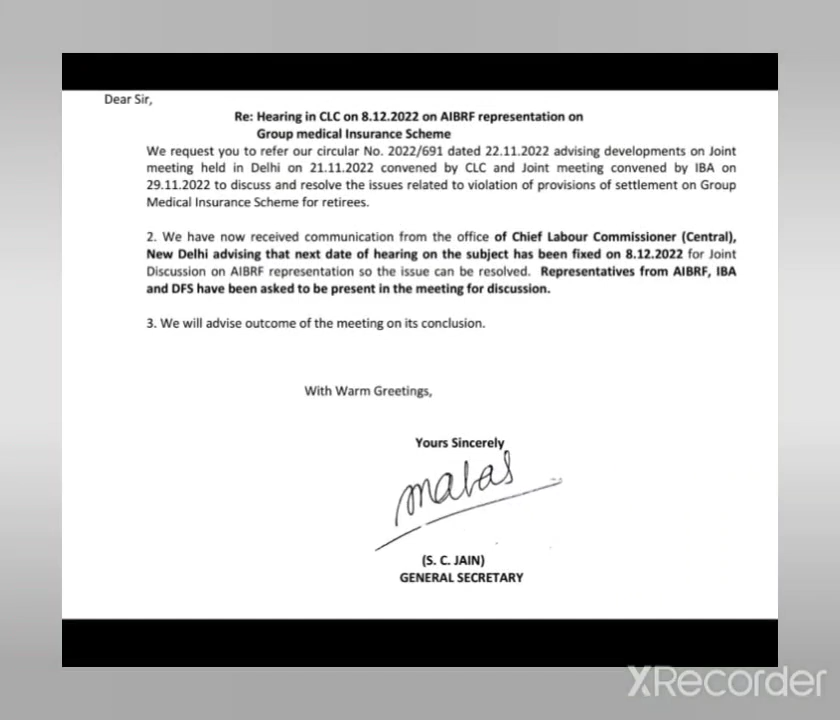 Dear Sir,
Re: Hearing in CLC on 8.12.2022 on AIBRF representation on
Group medical Insurance Scheme
We request you to refer our circular No. 2022/691 dated 22.11.2022 advising developments on Joint
meeting held in Delhi on 21.11.2022 convened by CLC and Joint meeting convened by IBA on
29.11.2022 to discuss and resolve the issues related to violation of provisions of settlement on Group
Medical Insurance Scheme for retirees.
2. We have now received communication from the office of Chief Labour Commissioner (Central),
New Delhi advising that next date of hearing on the subject has been fixed on 8.12.2022 for Joint
Discussion on AIBRF representation so the issue can be resolved. Representatives from AIBRF, IBA
and DFS have been asked to be present in the meeting for discussion.
3. We will advise outcome of the meeting on its conclusion.
With Warm Greetings,
Yours Sincerely
(S. C. JAIN)
GENERAL SECRETARY
XRecorder